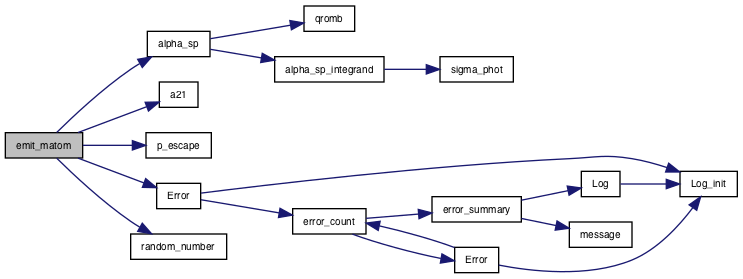 qromb
alpha_sp
alpha_sp_integrand
sigma_phot
a21
emit_matom
p_escape
Error
Log
Log_init
error_summary
error_count
message
random_number
Error